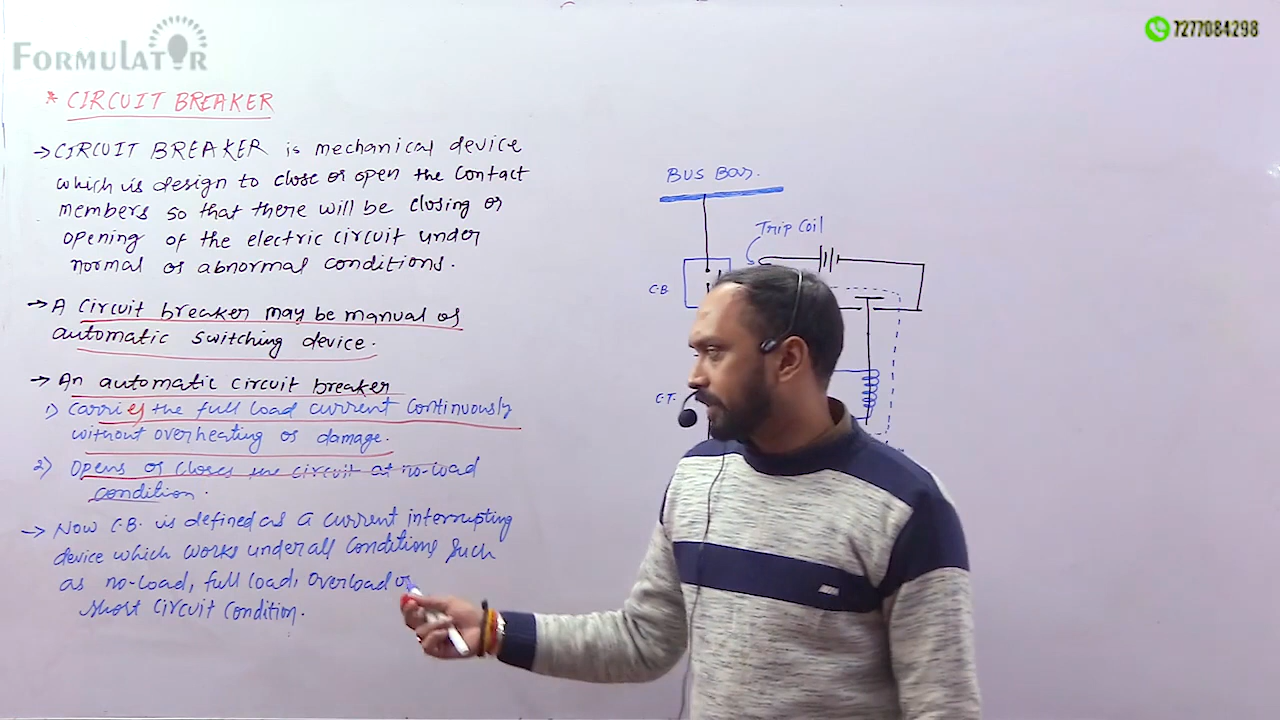 FORMULATOR
7277084298
* CIRCUIT BREAKER
→ CIRCUIT BREAKER is mechanical device
which is design to close or open the contact
members so that there will be closing or
opening of the electric circuit under
normal or abnormal conditions.
→ A circuit breaker may be manual or
automatic switching device.
→ An automatic circuit breaker
1) Carries the full load current continuously
without overheating or damage.
2) Opens or closes the circuit at no-load
condition.
→ Now C.B. is defined as a current interrupting
device which works under all conditions such
as no-load, full load, overload or
short circuit condition.
BUS Bar.
Trip Coil
C.B.
C.T.